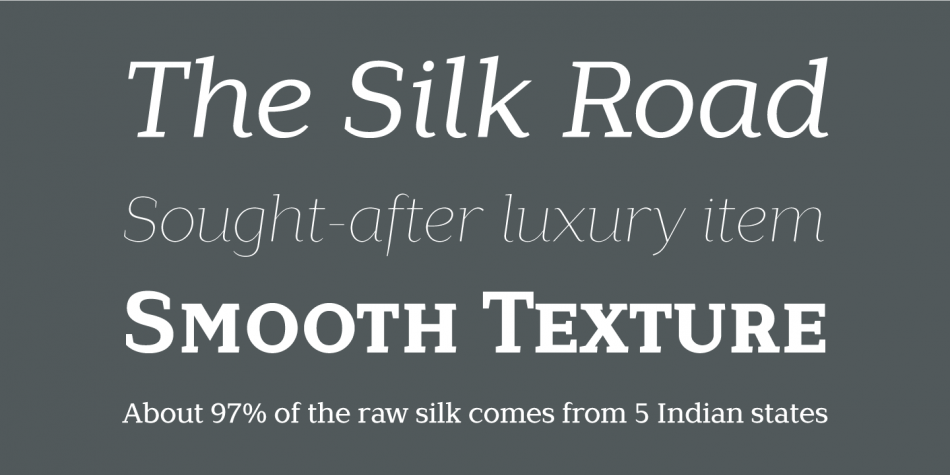 The Silk Road
Sought-after luxury item
Smooth Texture
About 97% of the raw silk comes from 5 Indian states